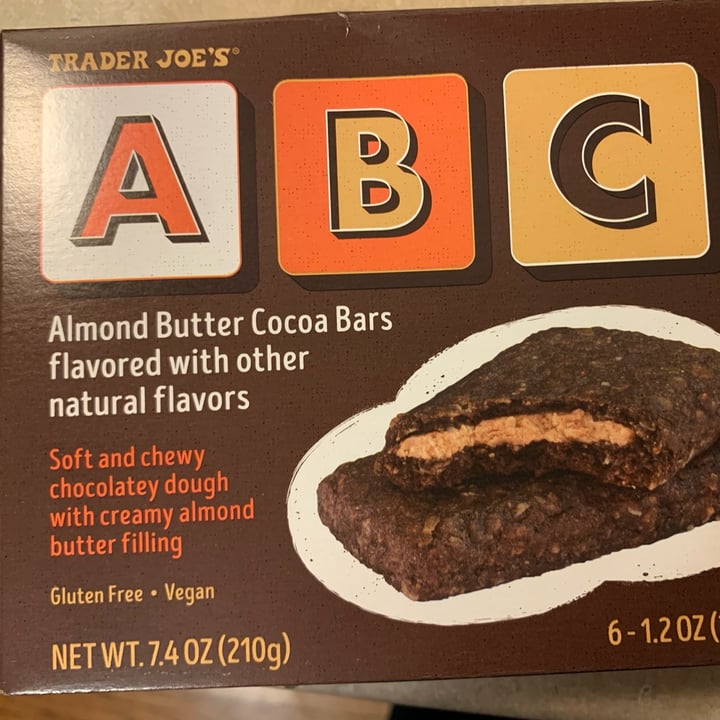 TRADER JOE'S®
A B C
Almond Butter Cocoa Bars
flavored with other
natural flavors
Soft and chewy
chocolatey dough
with creamy almond
butter filling
Gluten Free • Vegan
NET WT. 7.4 OZ (210g)
6 - 1.2 OZ (